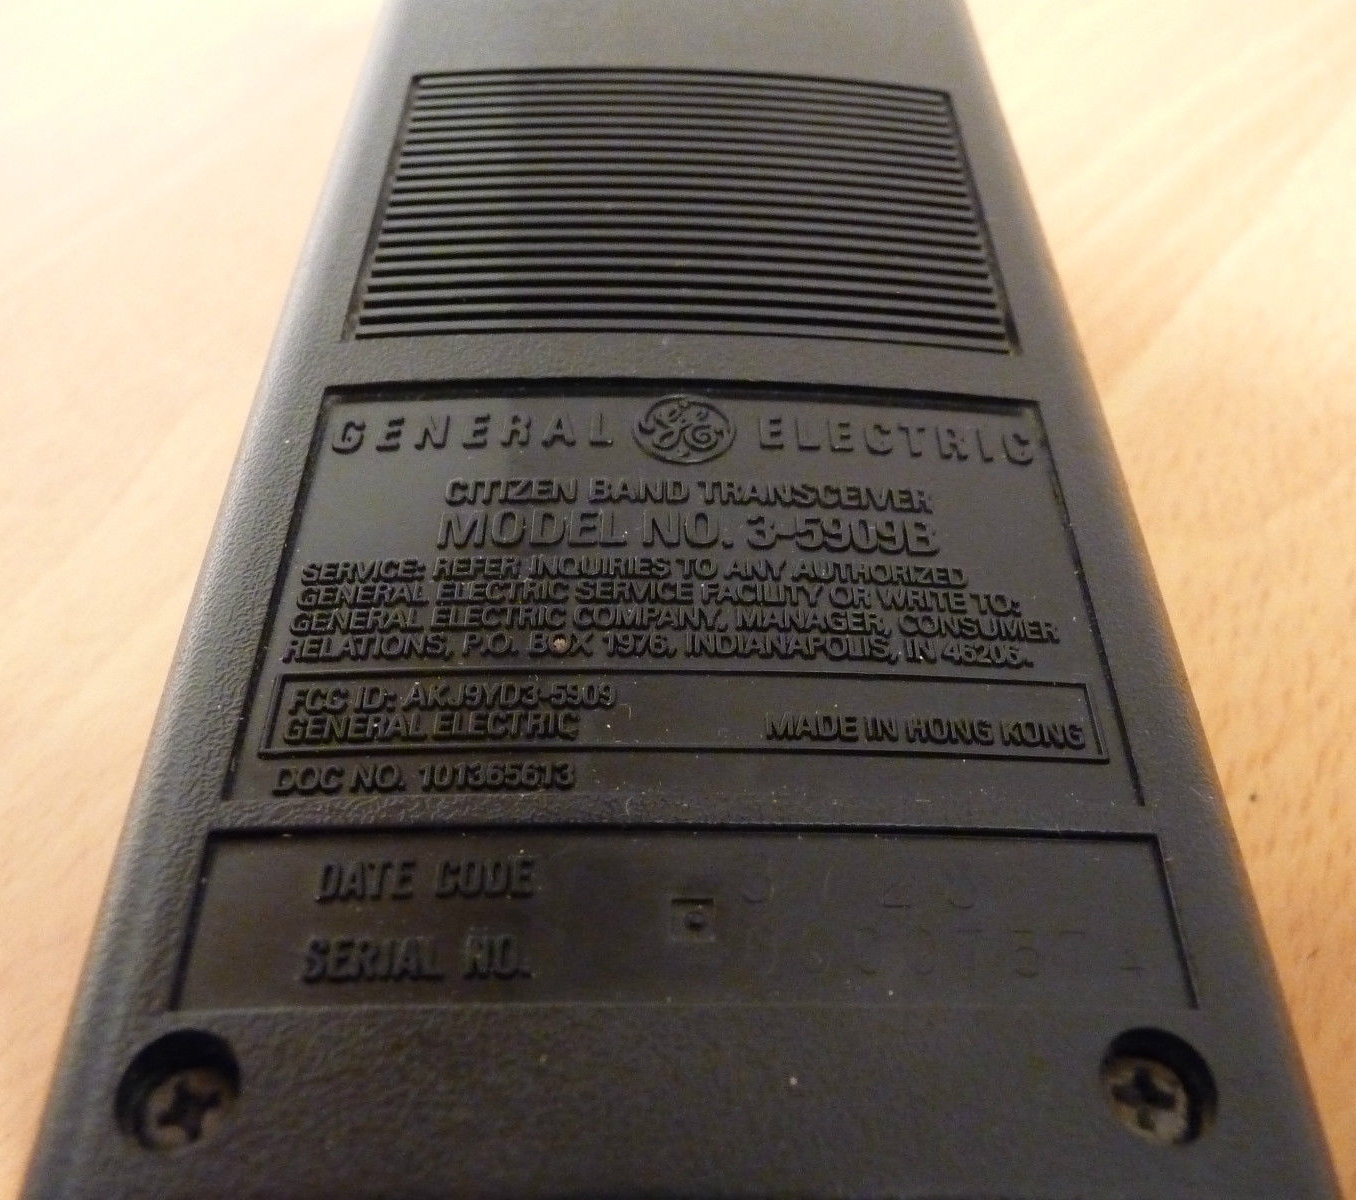 GENERAL GE ELECTRIC
CITIZEN BAND TRANSCEIVER
MODEL NO. 3-5909B
SERVICE: REFER INQUIRIES TO ANY AUTHORIZED
GENERAL ELECTRIC SERVICE FACILITY OR WRITE TO:
GENERAL ELECTRIC COMPANY, MANAGER, CONSUMER
RELATIONS, P.O. BOX 1976, INDIANAPOLIS, IN 46206.
FCC ID: AKJ9YD3-5909
GENERAL ELECTRIC MADE IN HONG KONG
DOC NO. 101365613
DATE CODE
SERIAL NO.